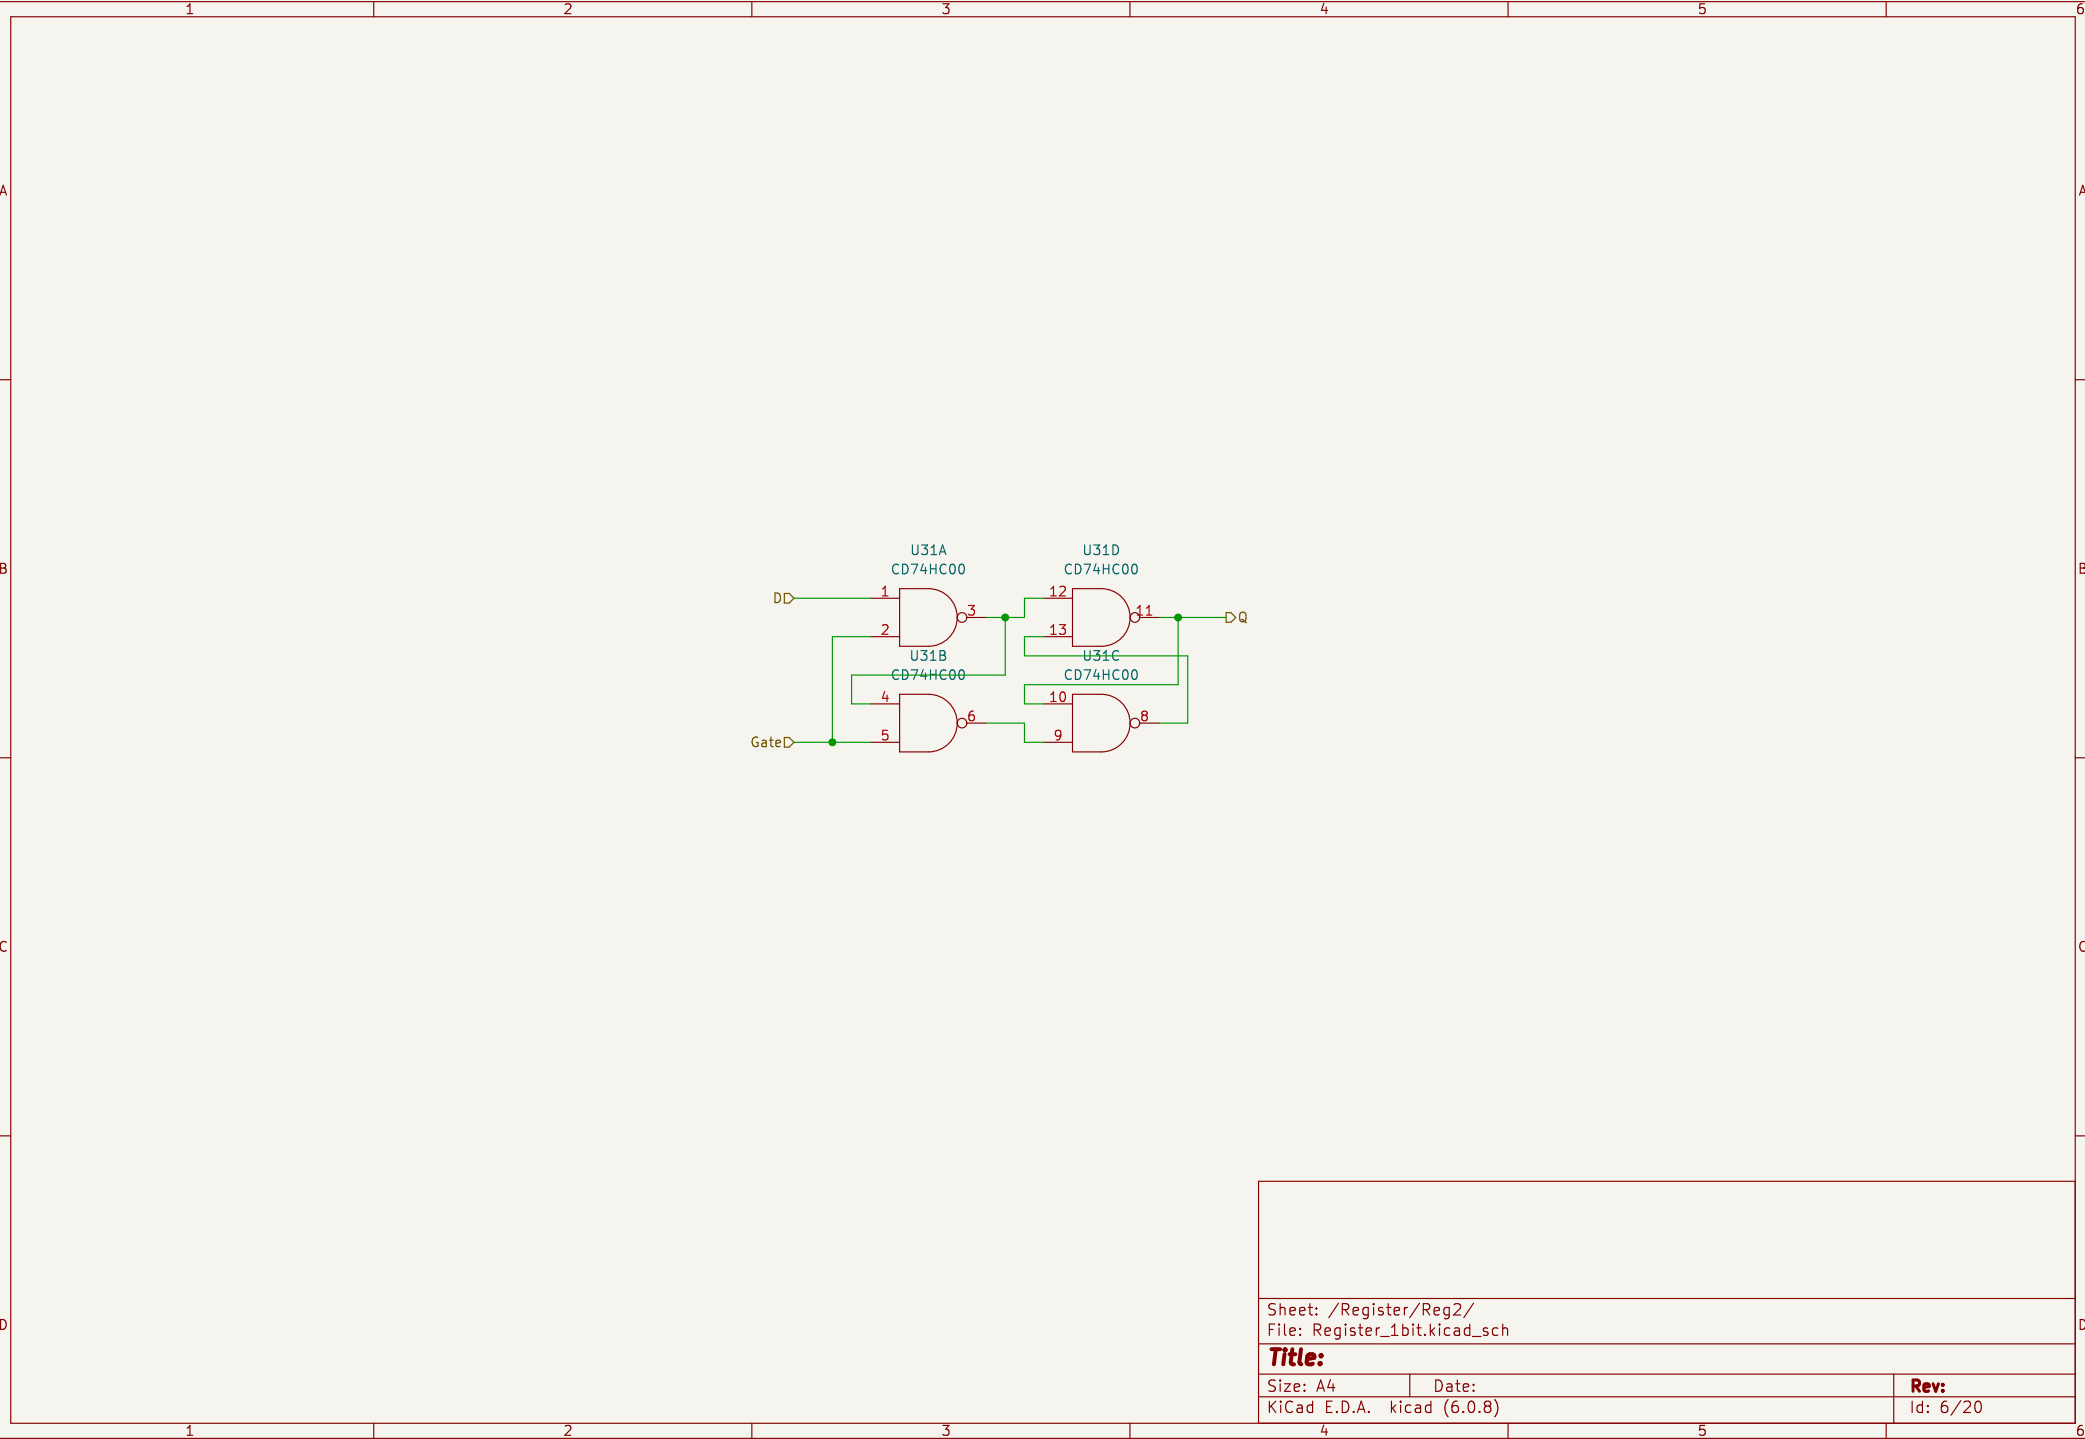 1 2 3 4 5 6
A A
U31A U31D
CD74HC00 CD74HC00
B B
D 1 3 12 11 Q
2 13
U31B U31C
CD74HC00 CD74HC00
4 6 10 8
Gate 5 9
C C
Sheet: /Register/Reg2/
File: Register_1bit.kicad_sch
D D
Title:
Size: A4 Date: Rev:
KiCad E.D.A. kicad (6.0.8) Id: 6/20
1 2 3 4 5 6